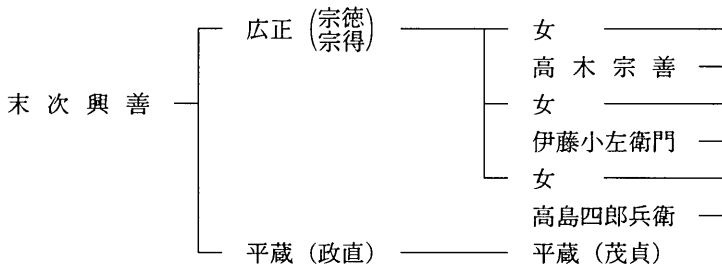 広正(宗徳 宗得)
女
高木宗善
末次興善
女
伊藤小左衛門
女
高島四郎兵衛
平蔵(政直)
平蔵(茂貞)